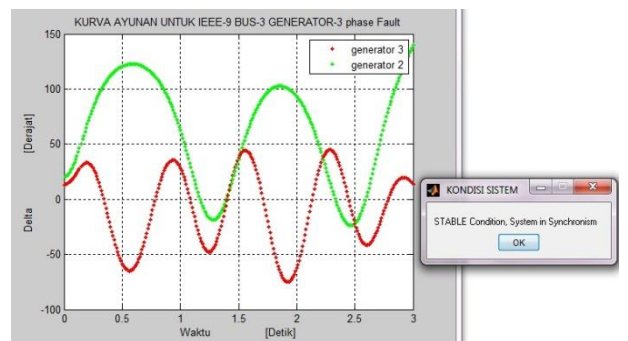 KURVA AYUNAN UNTUK IEEE-9 BUS-3 GENERATOR-3 phase Fault
generator 3
generator 2
150
100
50
0
-50
-100
Delta [Derajat]
0 0.5 1 1.5 2 2.5 3
Waktu [Detik]
KONDISI SISTEM
STABLE Condition, System in Synchronism
OK